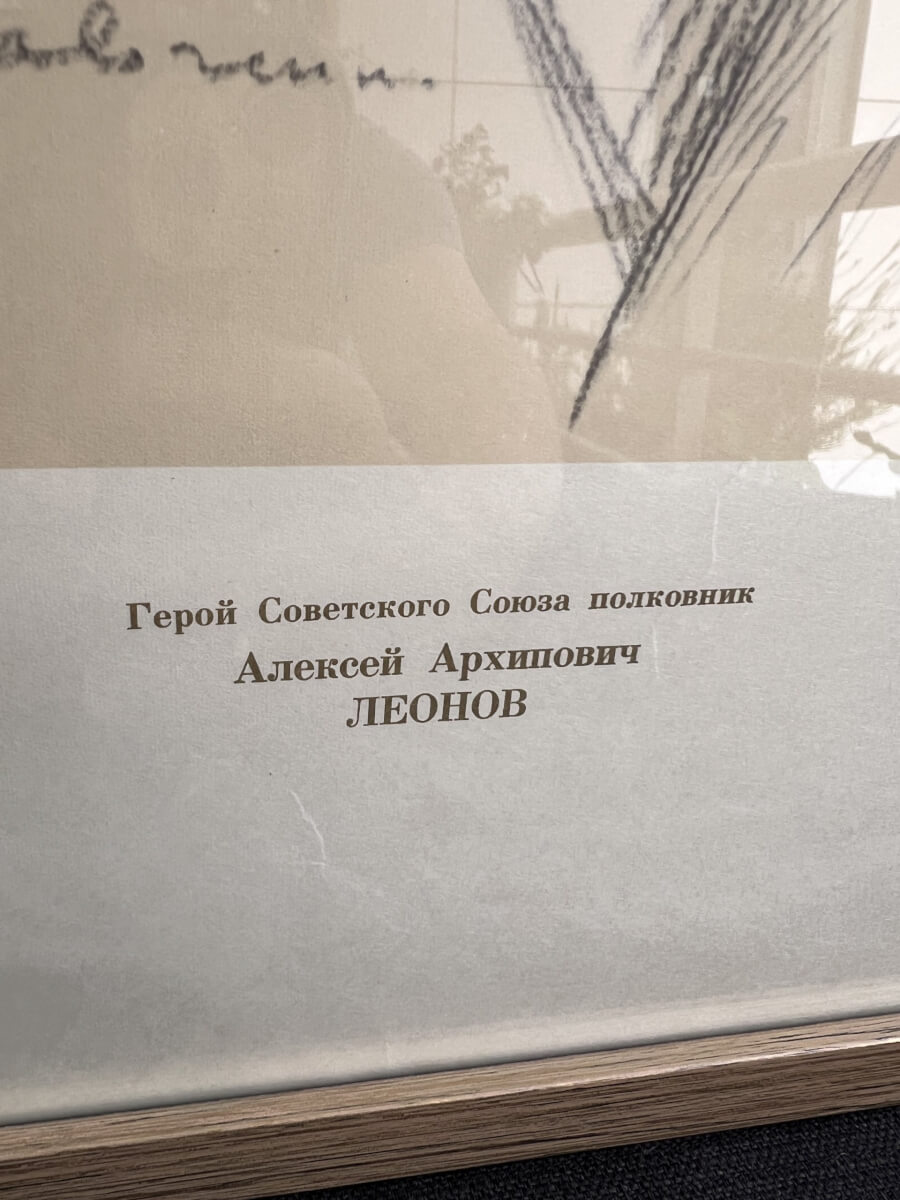 Герой Советского Союза полковник
Алексей Архипович
ЛЕОНОВ